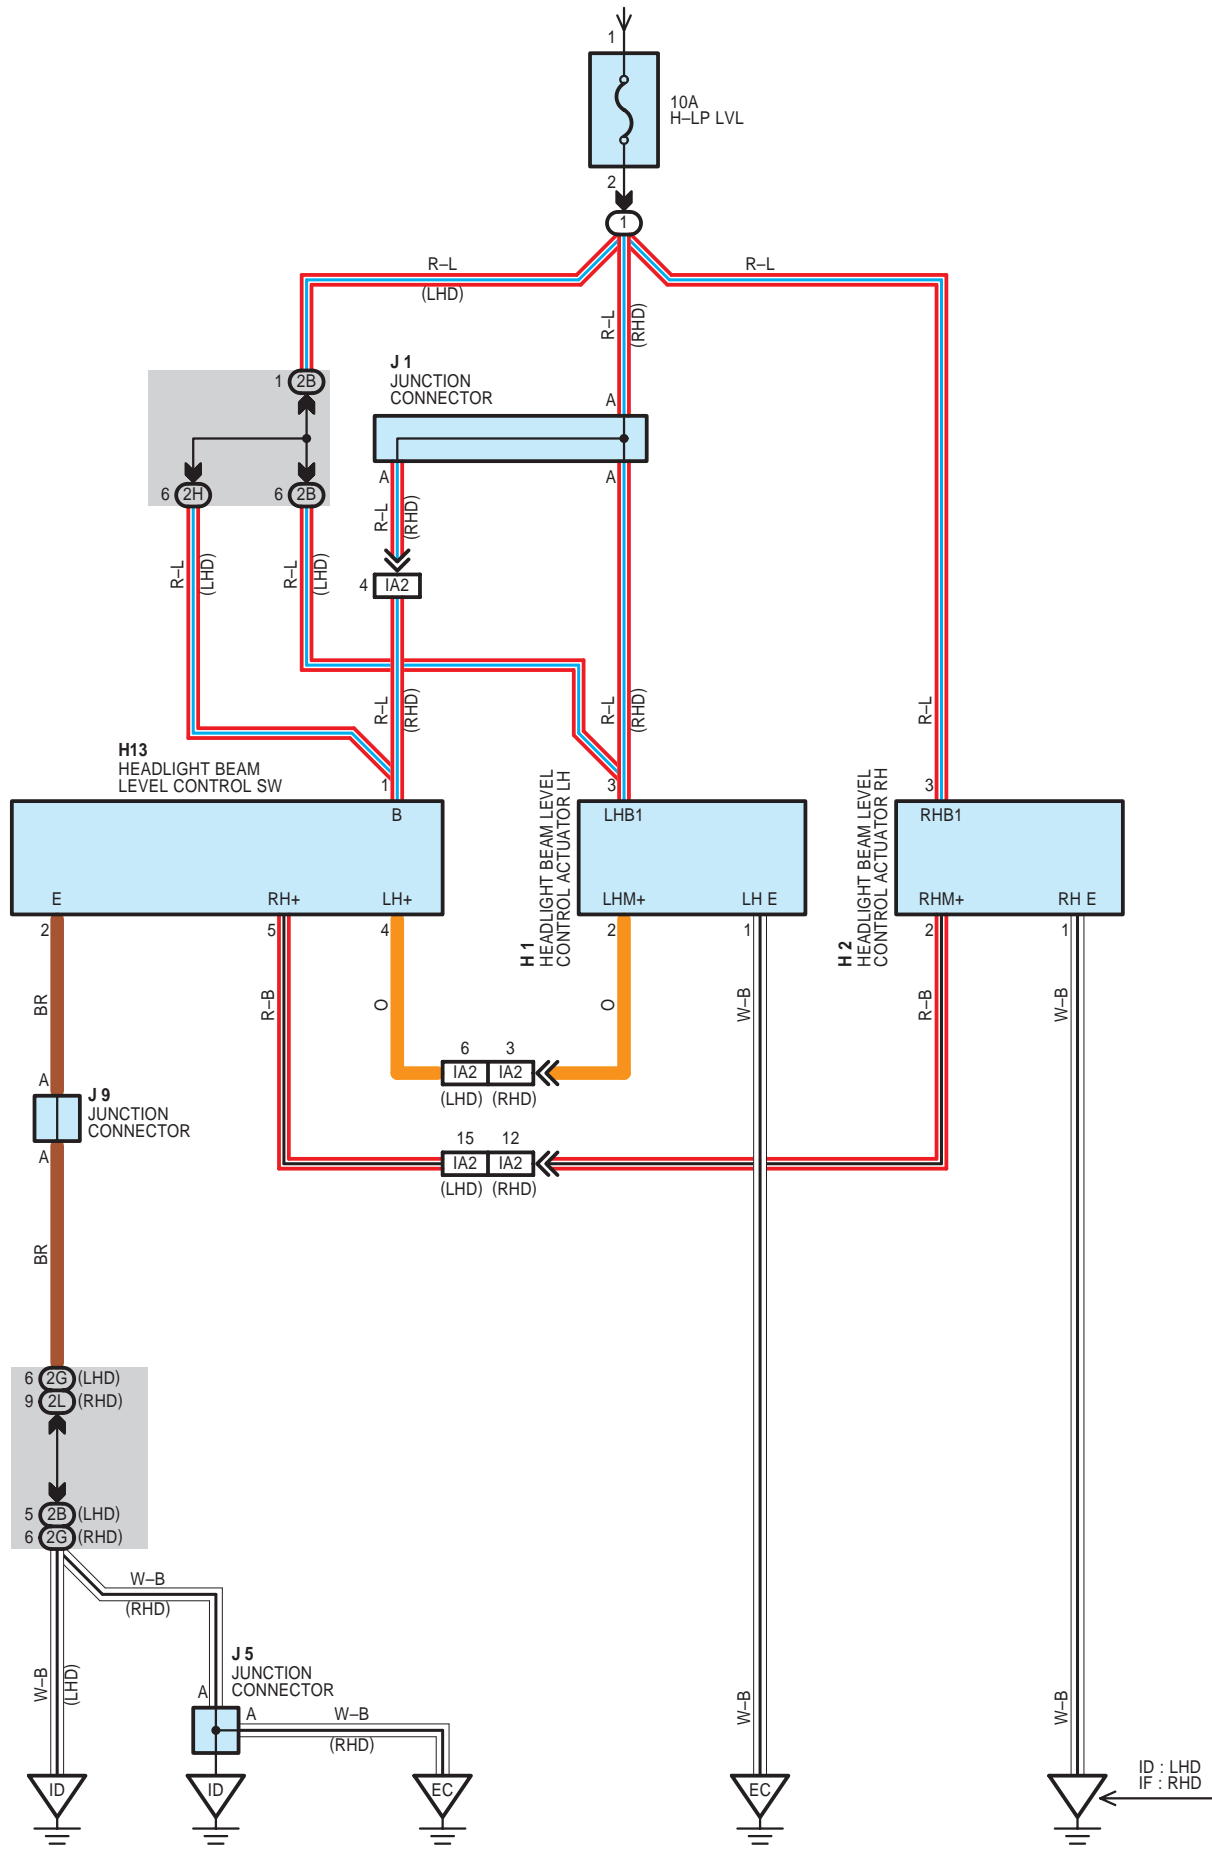 1
10A
H–LP LVL
2
1
R–L
(LHD)
R–L
R–L
(RHD)
J 1
JUNCTION
CONNECTOR
1 2B
A
6 2H
6 2B
A
A
R–L
(RHD)
R–L
(LHD)
R–L
(LHD)
4 IA2
R–L
(RHD)
R–L
(RHD)
R–L
H13
HEADLIGHT BEAM
LEVEL CONTROL SW
1
3
3
B
LHB1
RHB1
H 1
HEADLIGHT BEAM LEVEL
CONTROL ACTUATOR LH
H 2
HEADLIGHT BEAM LEVEL
CONTROL ACTUATOR RH
E
RH+
LH+
LHM+
LH E
RHM+
RH E
2
5
4
2
1
2
1
BR
R–B
O
O
W–B
R–B
W–B
6 3
IA2 IA2
(LHD) (RHD)
A
J 9
JUNCTION
CONNECTOR
A
15 12
IA2 IA2
(LHD) (RHD)
BR
6 2G (LHD)
9 2L (RHD)
5 2B (LHD)
6 2G (RHD)
W–B
(RHD)
W–B
(LHD)
J 5
JUNCTION
CONNECTOR
A
A
W–B
(RHD)
W–B
W–B
ID
ID
EC
EC
ID : LHD
IF : RHD